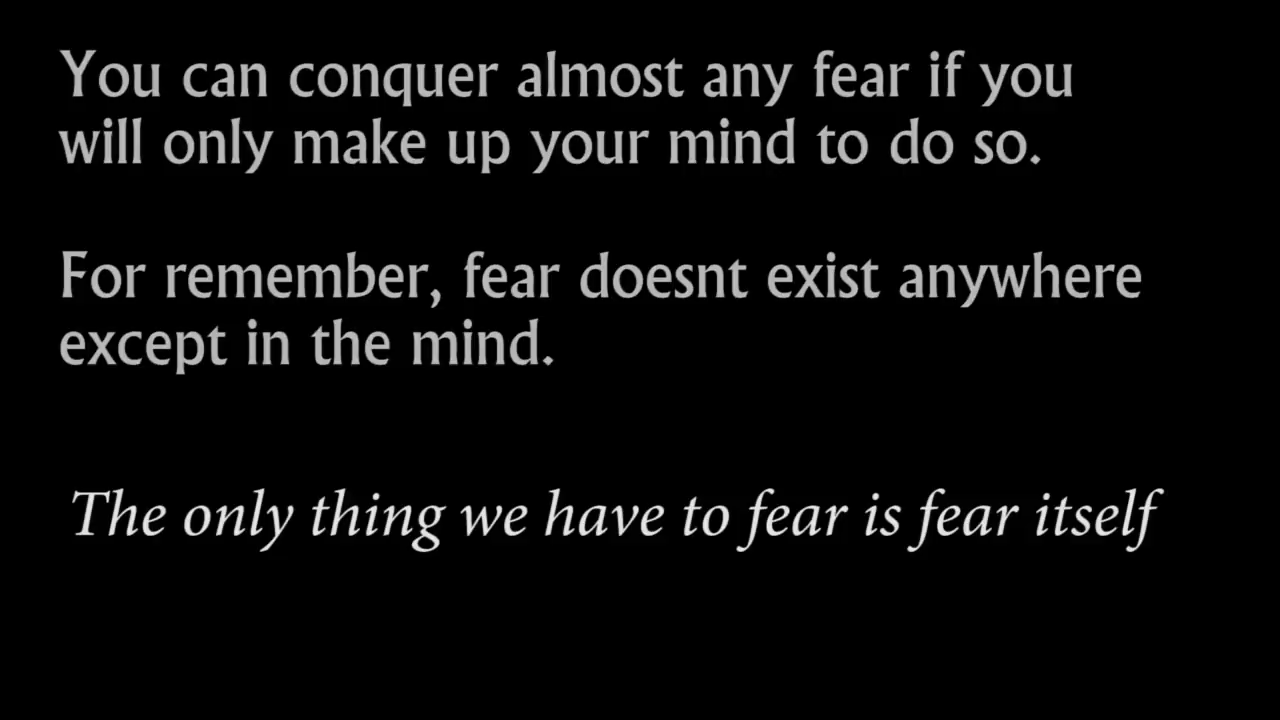 You can conquer almost any fear if you
will only make up your mind to do so.
For remember, fear doesnt exist anywhere
except in the mind.
The only thing we have to fear is fear itself